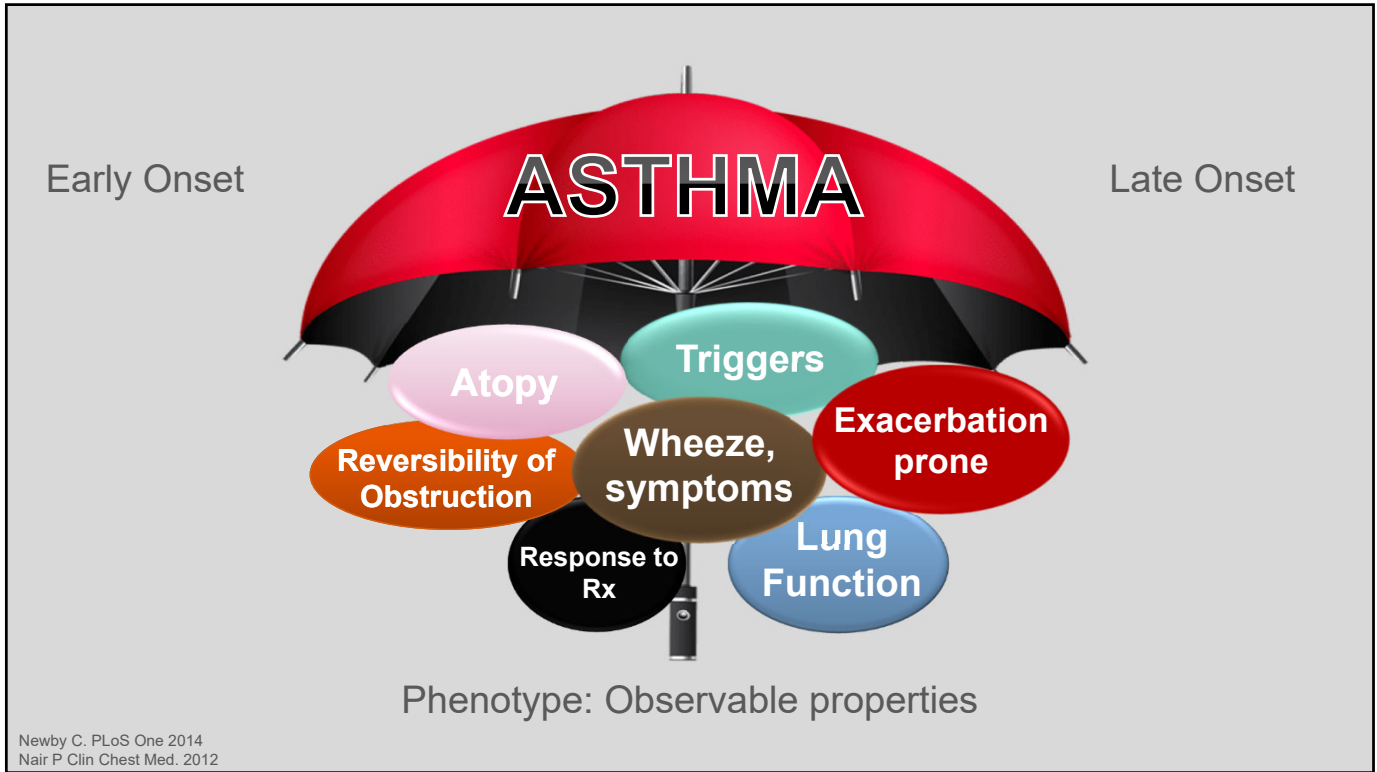 ASTHMA
Early Onset
Late Onset
Triggers
Atopy
Exacerbation
prone
Wheeze,
symptoms
Reversibility of
Obstruction
Lung
Function
Response to
Rx
Phenotype: Observable properties
Newby C. PLoS One 2014
Nair P Clin Chest Med. 2012